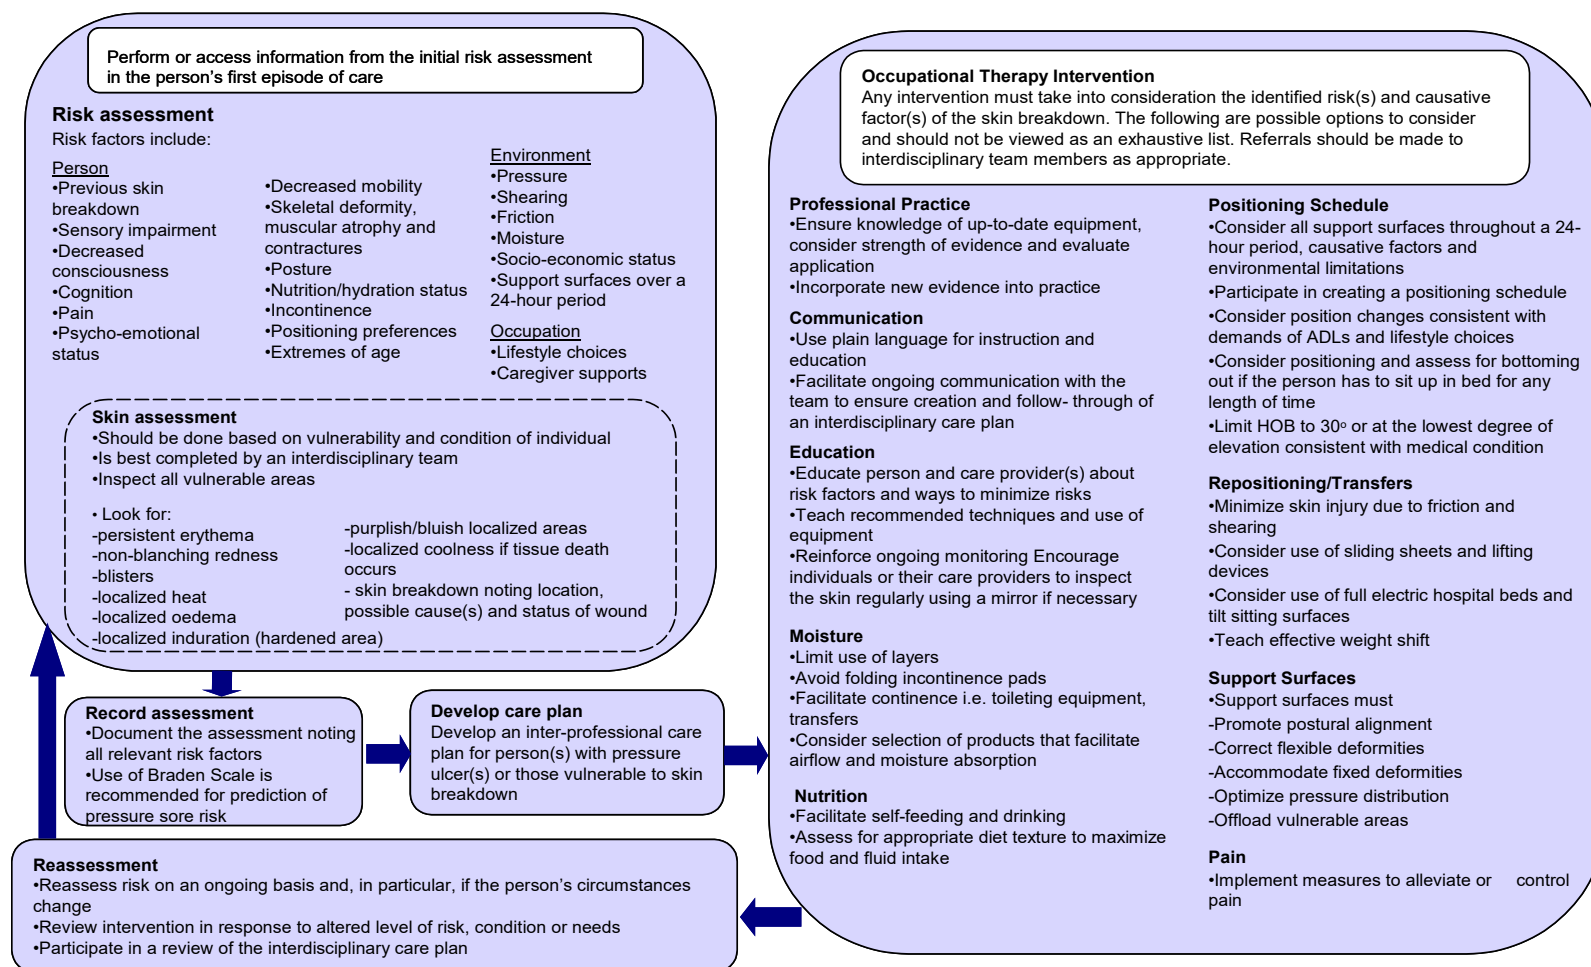 Perform or access information from the initial risk assessment
in the person's first episode of care
Risk assessment
Risk factors include:
Person
•Previous skin
breakdown
•Sensory impairment
•Decreased
consciousness
•Cognition
•Pain
•Psycho-emotional
status
•Decreased mobility
•Skeletal deformity,
muscular atrophy and
contractures
•Posture
•Nutrition/hydration status
•Incontinence
•Positioning preferences
•Extremes of age
Environment
•Pressure
•Shearing
•Friction
•Moisture
•Socio-economic status
•Support surfaces over a
24-hour period
Occupation
•Lifestyle choices
•Caregiver supports
Skin assessment
•Should be done based on vulnerability and condition of individual
•Is best completed by an interdisciplinary team
•Inspect all vulnerable areas
• Look for:
-persistent erythema
-non-blanching redness
-blisters
-localized heat
-localized oedema
-localized induration (hardened area)
-purplish/bluish localized areas
-localized coolness if tissue death
occurs
- skin breakdown noting location,
possible cause(s) and status of wound
Record assessment
•Document the assessment noting
all relevant risk factors
•Use of Braden Scale is
recommended for prediction of
pressure sore risk
Develop care plan
Develop an inter-professional care
plan for person(s) with pressure
ulcer(s) or those vulnerable to skin
breakdown
Occupational Therapy Intervention
Any intervention must take into consideration the identified risk(s) and causative
factor(s) of the skin breakdown. The following are possible options to consider
and should not be viewed as an exhaustive list. Referrals should be made to
interdisciplinary team members as appropriate.
Professional Practice
•Ensure knowledge of up-to-date equipment,
consider strength of evidence and evaluate
application
•Incorporate new evidence into practice
Communication
•Use plain language for instruction and
education
•Facilitate ongoing communication with the
team to ensure creation and follow- through of
an interdisciplinary care plan
Education
•Educate person and care provider(s) about
risk factors and ways to minimize risks
•Teach recommended techniques and use of
equipment
•Reinforce ongoing monitoring Encourage
individuals or their care providers to inspect
the skin regularly using a mirror if necessary
Moisture
•Limit use of layers
•Avoid folding incontinence pads
•Facilitate continence i.e. toileting equipment,
transfers
•Consider selection of products that facilitate
airflow and moisture absorption
Nutrition
•Facilitate self-feeding and drinking
•Assess for appropriate diet texture to maximize
food and fluid intake
Positioning Schedule
•Consider all support surfaces throughout a 24-
hour period, causative factors and
environmental limitations
•Participate in creating a positioning schedule
•Consider position changes consistent with
demands of ADLs and lifestyle choices
•Consider positioning and assess for bottoming
out if the person has to sit up in bed for any
length of time
•Limit HOB to 30º or at the lowest degree of
elevation consistent with medical condition
Repositioning/Transfers
•Minimize skin injury due to friction and
shearing
•Consider use of sliding sheets and lifting
devices
•Consider use of full electric hospital beds and
tilt sitting surfaces
•Teach effective weight shift
Support Surfaces
•Support surfaces must
-Promote postural alignment
-Correct flexible deformities
-Accommodate fixed deformities
-Optimize pressure distribution
-Offload vulnerable areas
Pain
•Implement measures to alleviate or control
pain
Reassessment
•Reassess risk on an ongoing basis and, in particular, if the person's circumstances
change
•Review intervention in response to altered level of risk, condition or needs
•Participate in a review of the interdisciplinary care plan